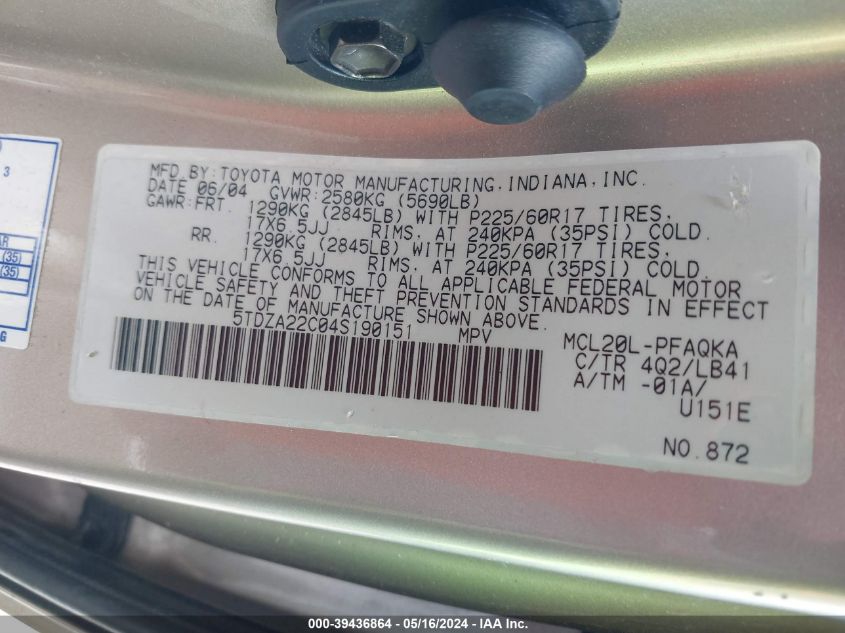 MFD.BY:TOYOTA MOTOR MANUFACTURING.INDIANA,INC.
DATE 06/04 GVWR:2580KG (5690LB)
GAWR:FRT. 1290KG (2845LB) WITH P225/60R17 TIRES,
17X6.5JJ RIMS. AT 240KPA (35PSI) COLD.
RR. 1290KG (2845LB) WITH P225/60R17 TIRES,
17X6.5JJ RIMS. AT 240KPA (35PSI) COLD.
THIS VEHICLE CONFORMS TO ALL APPLICABLE FEDERAL MOTOR
VEHICLE SAFETY AND THEFT PREVENTION STANDARDS IN EFFECT
ON THE DATE OF MANUFACTURE SHOWN ABOVE.
5TDZA22C04S190151 MPV
MCL20L-PFAQKA
C/TR 4Q2/LB41
A/TM -01A/
U151E
NO.872
3
(35)
(35)
G
000-39436864 - 05/16/2024 - IAAI, Inc.